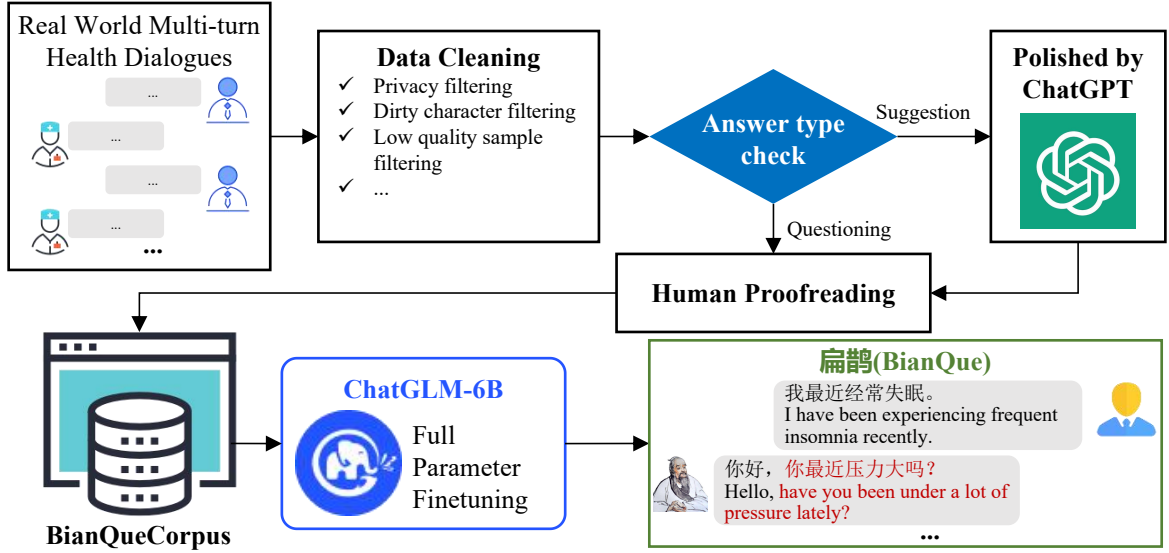 Real World Multi-turn
Health Dialogues
...
...
...
...
...
Data Cleaning
✓ Privacy filtering
✓ Dirty character filtering
✓ Low quality sample
filtering
✓ ...
Answer type
check
Suggestion
Questioning
Polished by
ChatGPT
Human Proofreading
BianQueCorpus
ChatGLM-6B
Full
Parameter
Finetuning
扁鹊(BianQue)
我最近经常失眠。
I have been experiencing frequent
insomnia recently.
你好，你最近压力大吗？
Hello, have you been under a lot of
pressure lately?
...